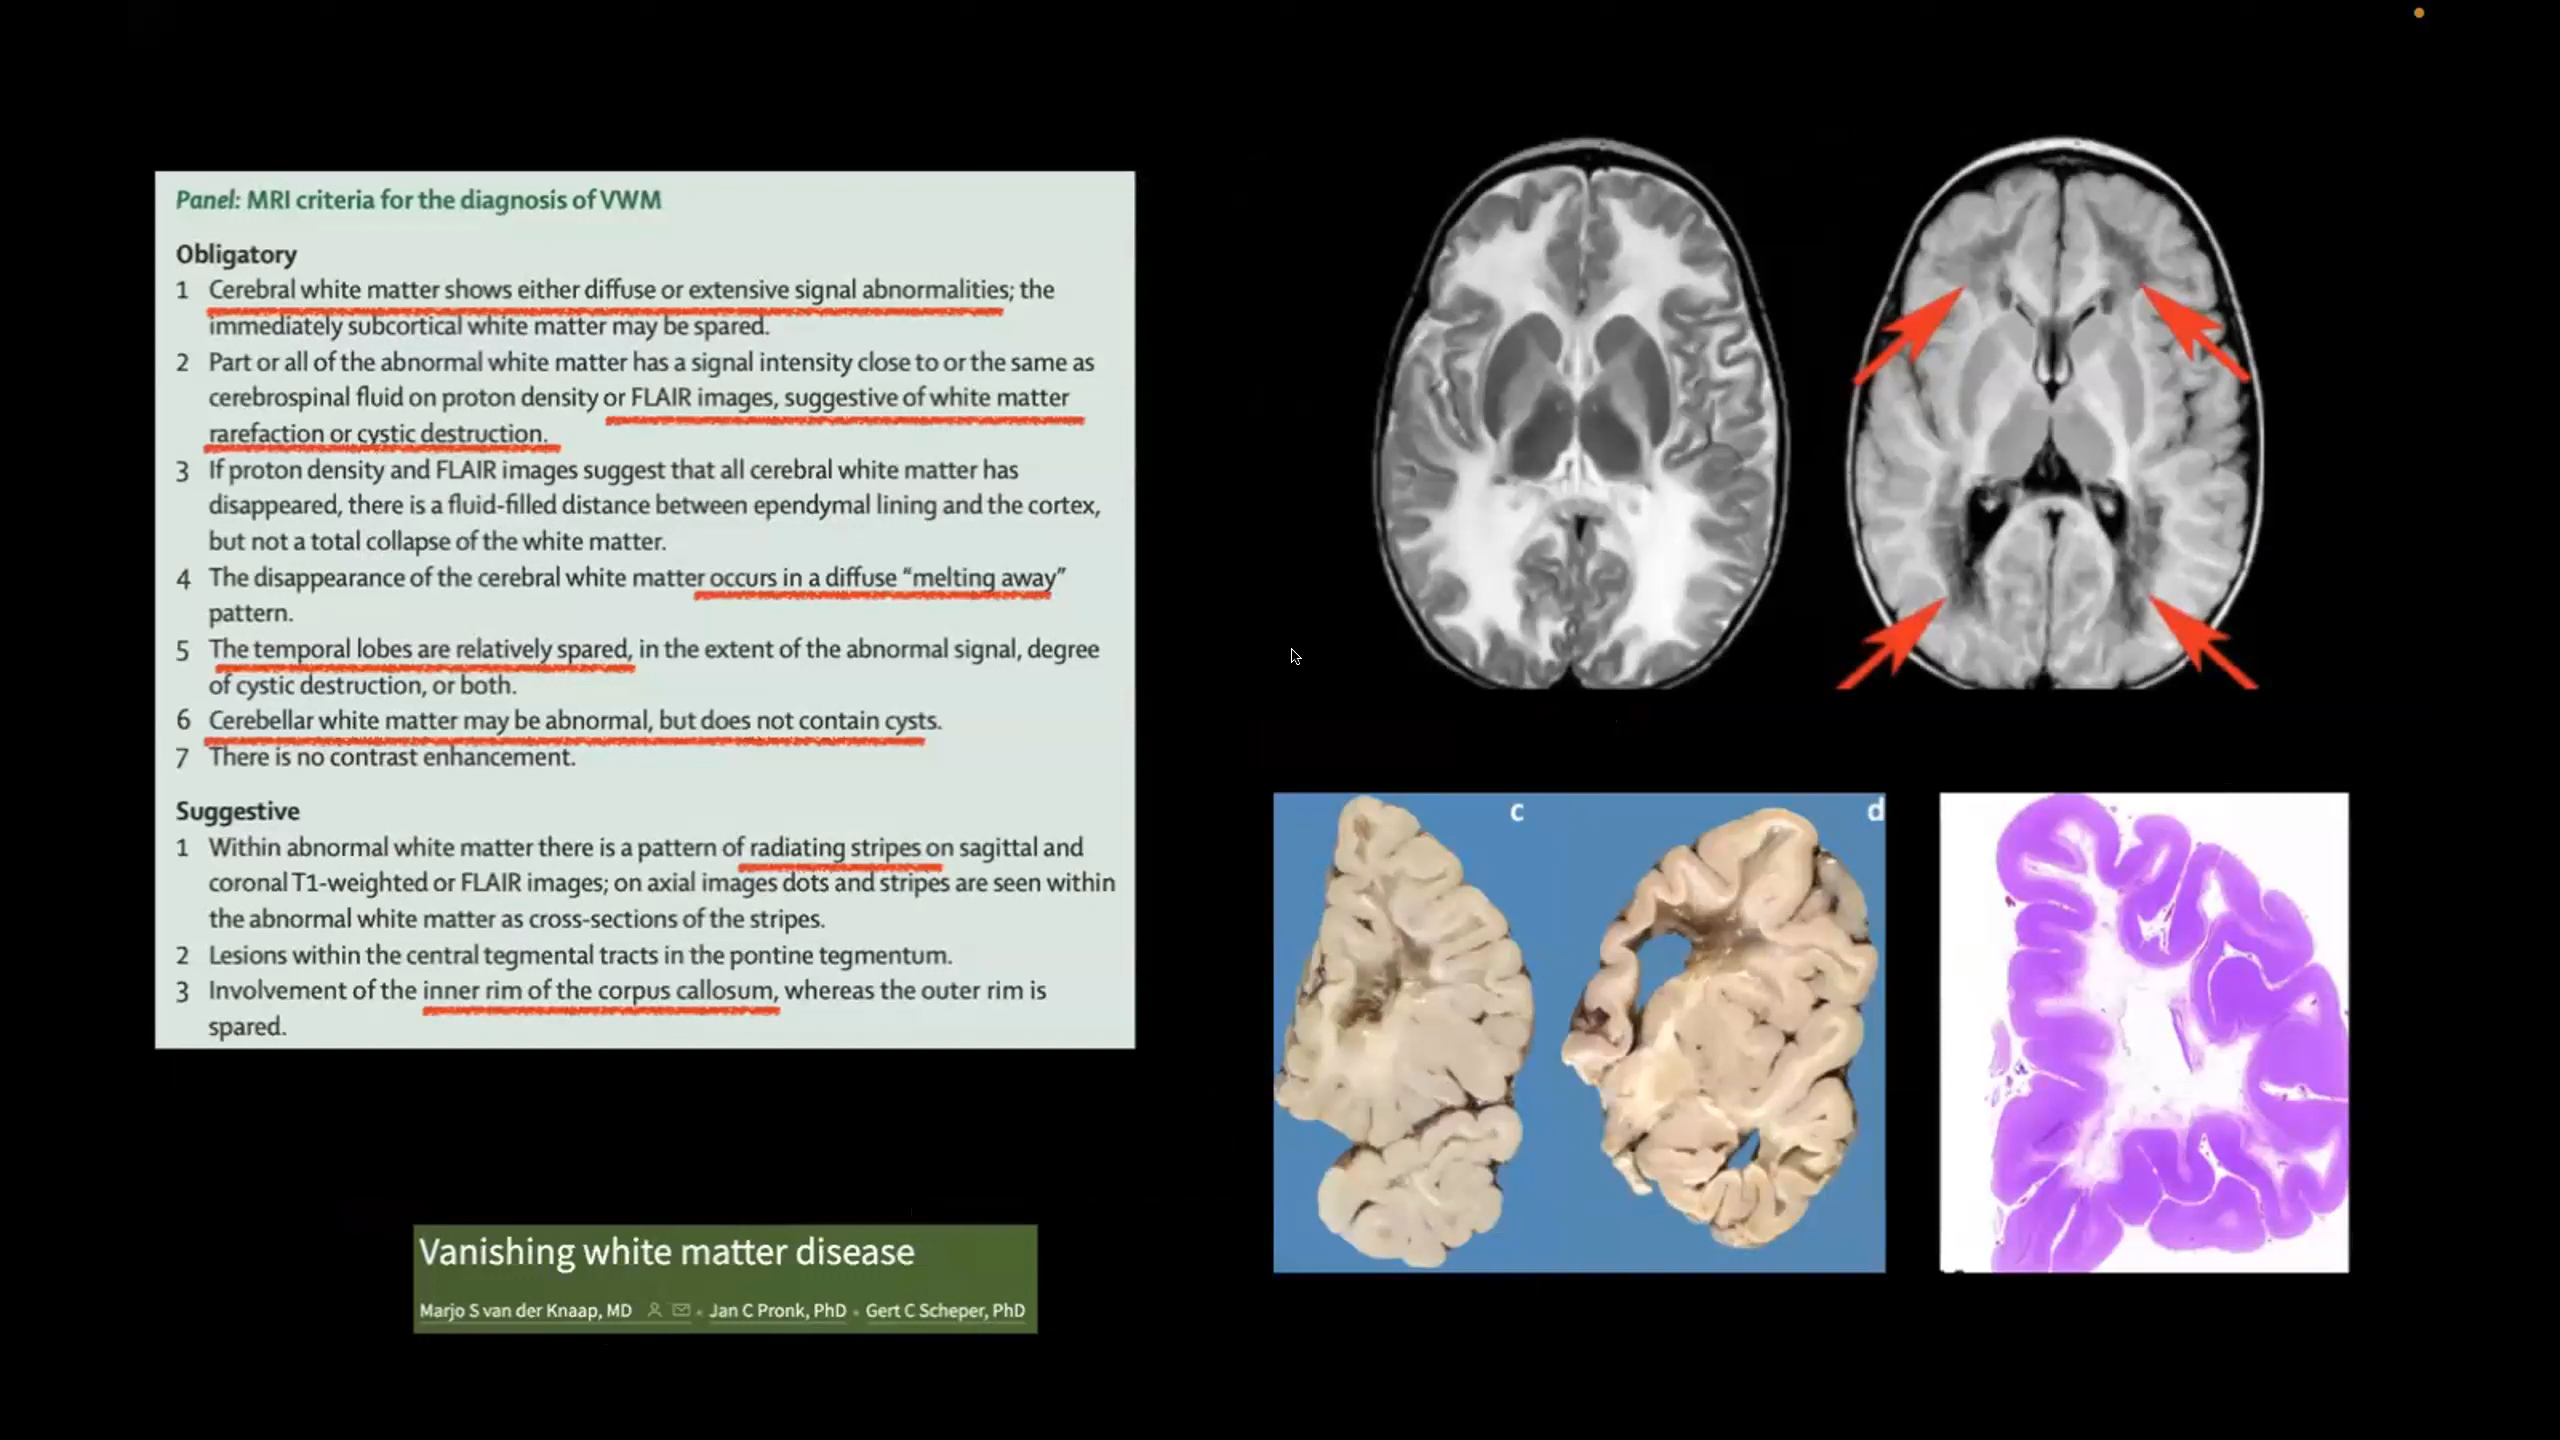 Panel: MRI criteria for the diagnosis of VWM
Obligatory
1 Cerebral white matter shows either diffuse or extensive signal abnormalities; the
immediately subcortical white matter may be spared.
2 Part or all of the abnormal white matter has a signal intensity close to or the same as
cerebrospinal fluid on proton density or FLAIR images, suggestive of white matter
rarefaction or cystic destruction.
3 If proton density and FLAIR images suggest that all cerebral white matter has
disappeared, there is a fluid-filled distance between ependymal lining and the cortex,
but not a total collapse of the white matter.
4 The disappearance of the cerebral white matter occurs in a diffuse “melting away”
pattern.
5 The temporal lobes are relatively spared, in the extent of the abnormal signal, degree
of cystic destruction, or both.
6 Cerebellar white matter may be abnormal, but does not contain cysts.
7 There is no contrast enhancement.
Suggestive
1 Within abnormal white matter there is a pattern of radiating stripes on sagittal and
coronal T1-weighted or FLAIR images; on axial images dots and stripes are seen within
the abnormal white matter as cross-sections of the stripes.
2 Lesions within the central tegmental tracts in the pontine tegmentum.
3 Involvement of the inner rim of the corpus callosum, whereas the outer rim is
spared.
Vanishing white matter disease
Marjo S van der Knaap, MD • Jan C Pronk, PhD • Gert C Scheper, PhD
c
d